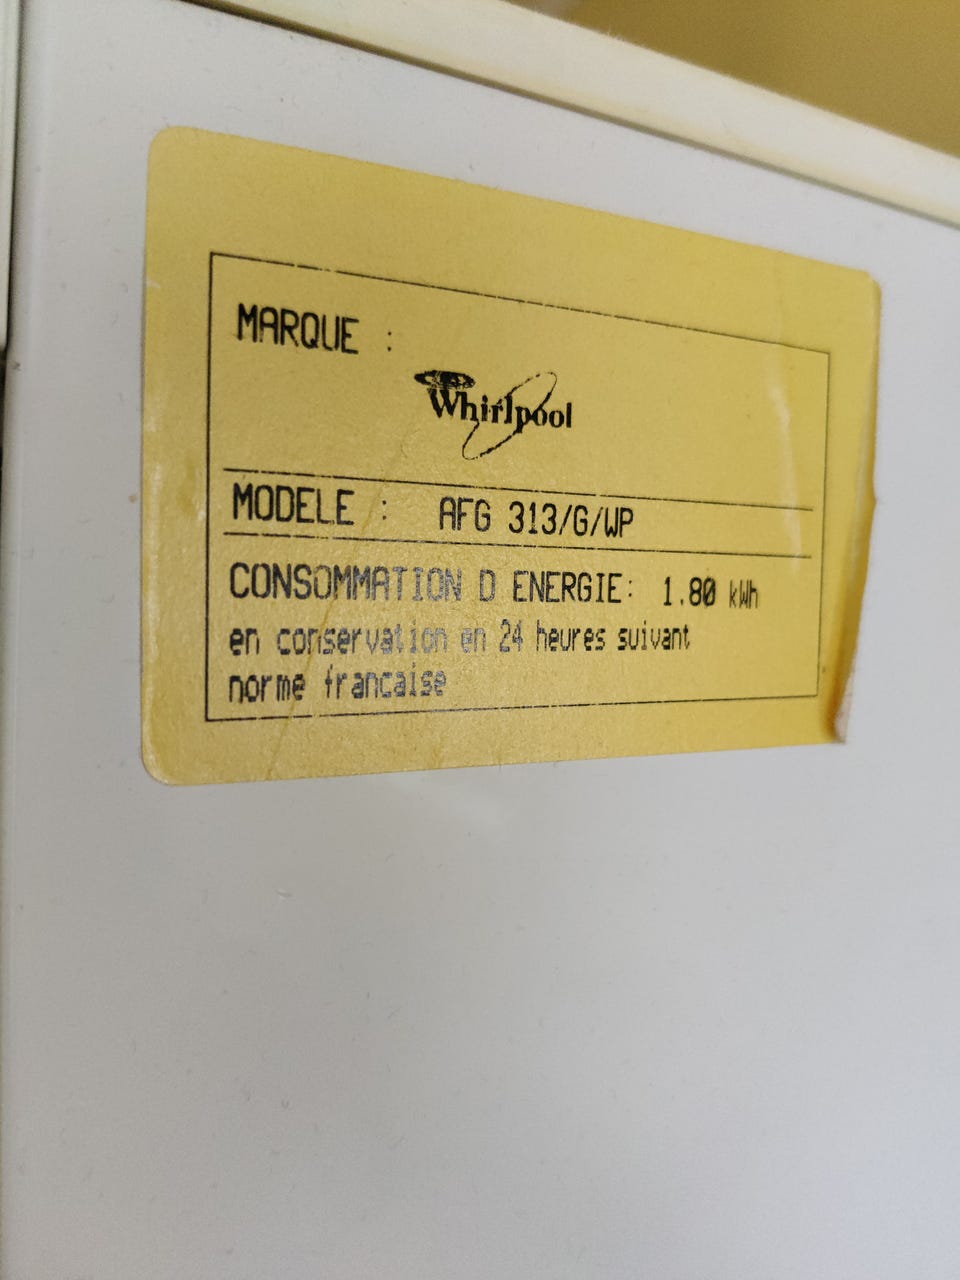 MARQUE :
Whirlpool
MODELE : AFG 313/G/WP
CONSOMMATION D ENERGIE: 1.80 kWh
en conservation en 24 heures suivant
norme francaise